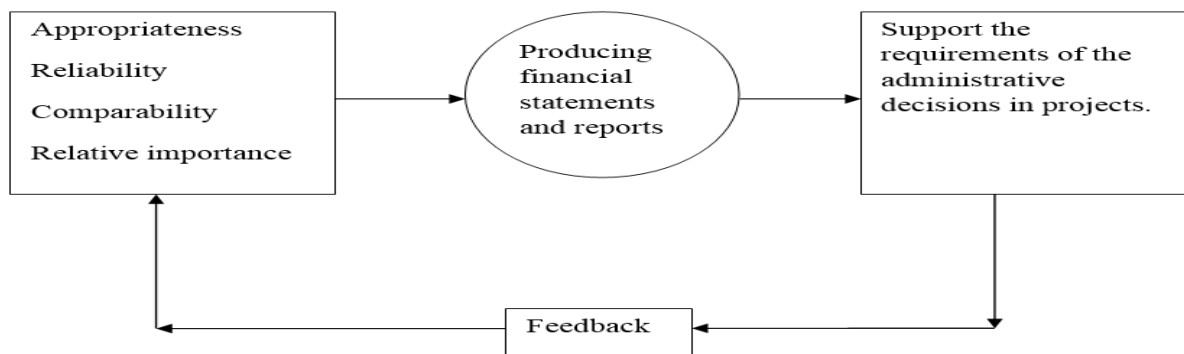 Appropriateness
Reliability
Comparability
Relative importance
Producing
financial
statements
and reports
Support the
requirements of the
administrative
decisions in projects.
Feedback